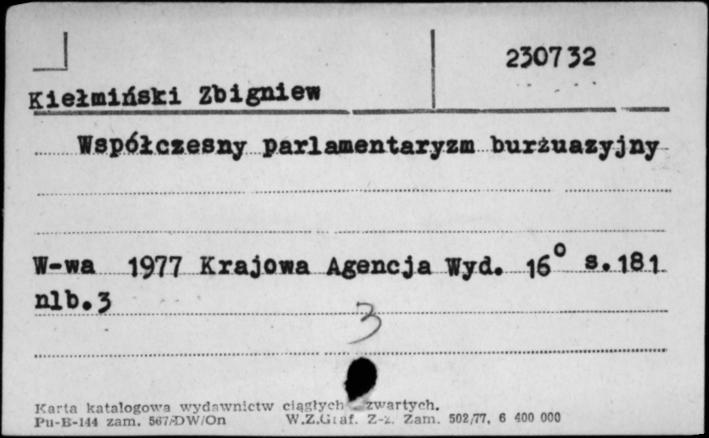 230732
Kiełmiński Zbigniew
Współczesny parlamentaryzm burżuazyjny
W-wa 1977 Krajowa Agencja Wyd. 16° s.181
nlb.3
3
Karta katalogowa wydawnictw ciągłych zwartych.
Pu-B-144 zam. 567/DW/On W.Z.Graf. Z-z. Zam. 502/77, 6 400 000